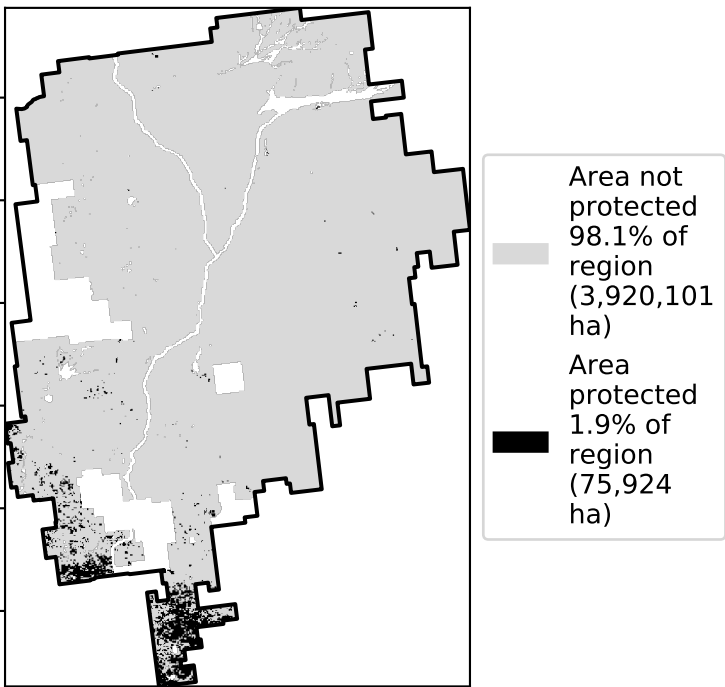 Area not
protected
98.1% of
region
(3,920,101
ha)
Area
protected
1.9% of
region
(75,924
ha)